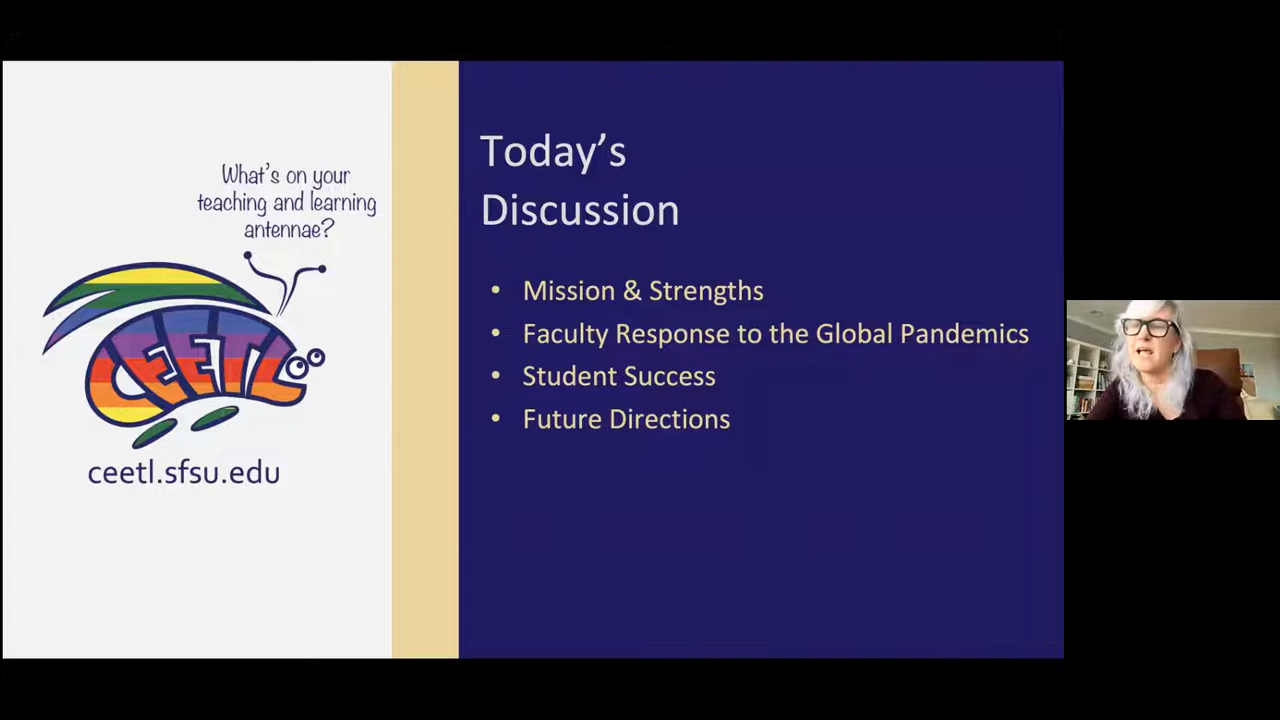 What's on your
teaching and learning
antennae?
CEETL
ceetl.sfsu.edu
Today’s
Discussion
• Mission & Strengths
• Faculty Response to the Global Pandemics
• Student Success
• Future Directions